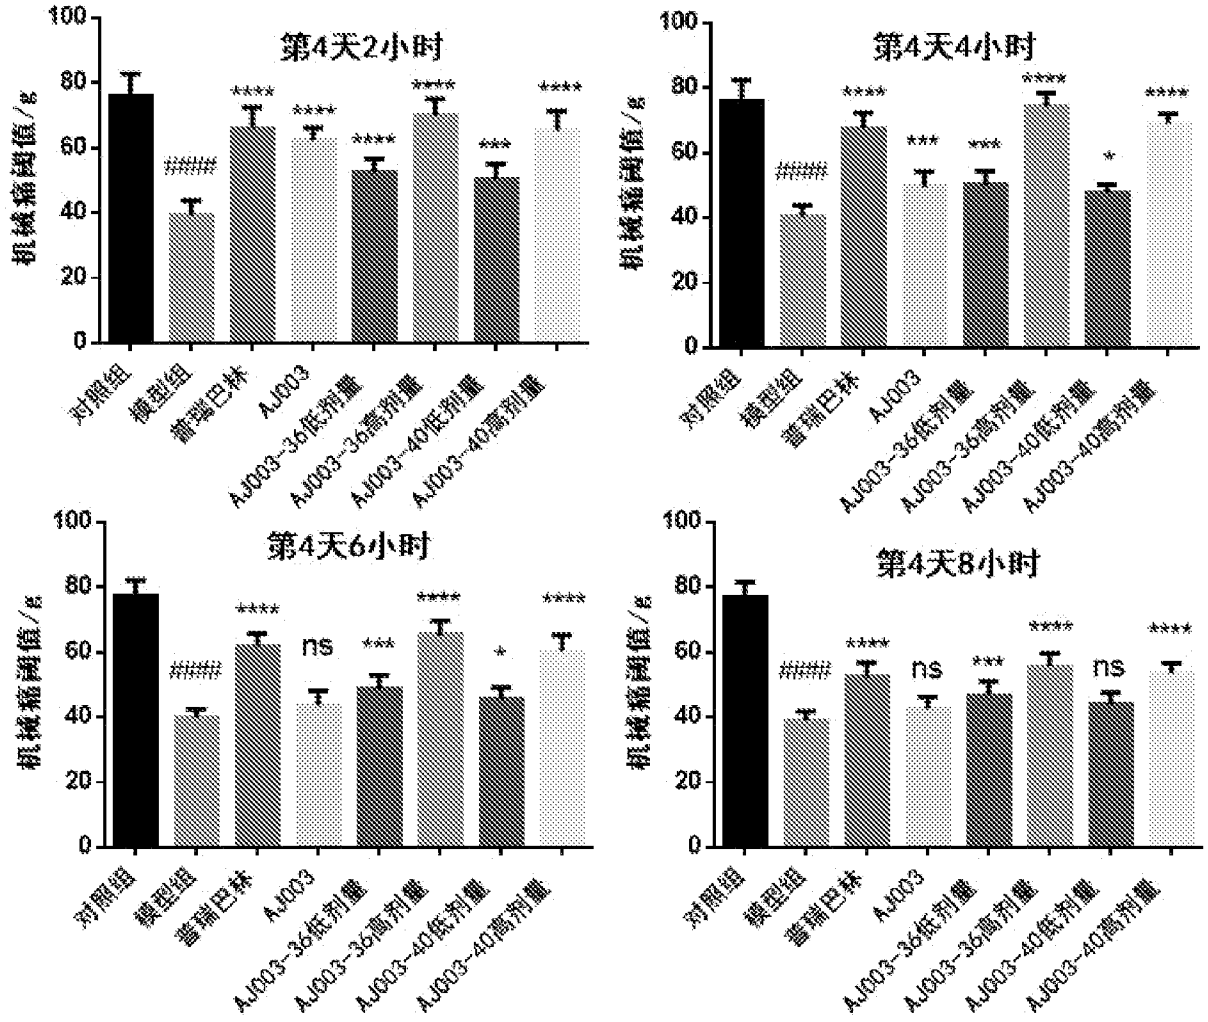 第4天2小时
机械痛阈值/g
100
80
60
40
20
0
####
****
****
****
****
***
****
对照组
模型组
普瑞巴林
AJ003
AJ003-36低剂量
AJ003-36高剂量
AJ003-40低剂量
AJ003-40高剂量
第4天4小时
机械痛阈值/g
100
80
60
40
20
0
####
****
***
***
****
*
****
对照组
模型组
普瑞巴林
AJ003
AJ003-36低剂量
AJ003-36高剂量
AJ003-40低剂量
AJ003-40高剂量
第4天6小时
机械痛阈值/g
100
80
60
40
20
0
####
****
ns
***
****
*
****
对照组
模型组
普瑞巴林
AJ003
AJ003-36低剂量
AJ003-36高剂量
AJ003-40低剂量
AJ003-40高剂量
第4天8小时
机械痛阈值/g
100
80
60
40
20
0
####
****
ns
***
****
ns
****
对照组
模型组
普瑞巴林
AJ003
AJ003-36低剂量
AJ003-36高剂量
AJ003-40低剂量
AJ003-40高剂量